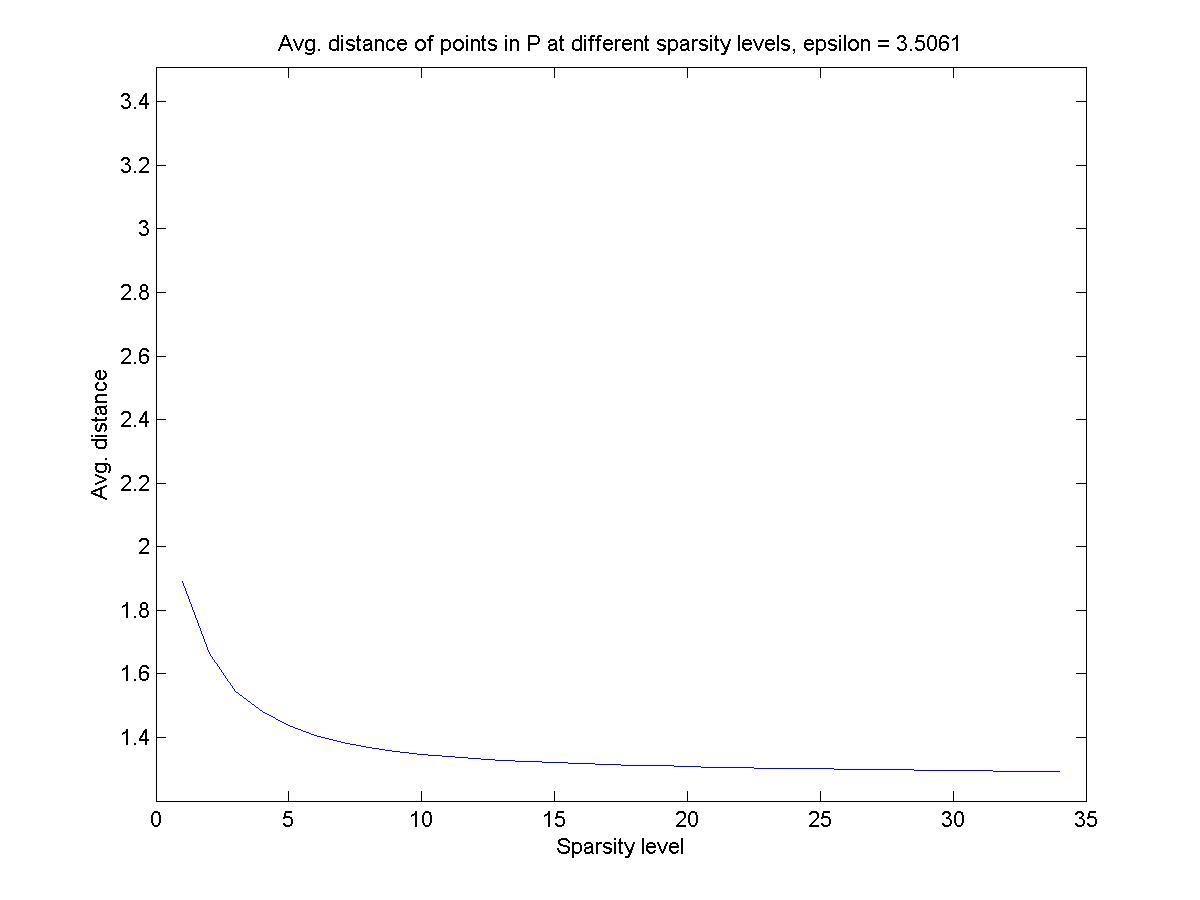 Avg. distance of points in P at different sparsity levels, epsilon = 3.5061
3.4
3.2
3
2.8
2.6
2.4
2.2
2
1.8
1.6
1.4
Avg. distance
0 5 10 15 20 25 30 35
Sparsity level